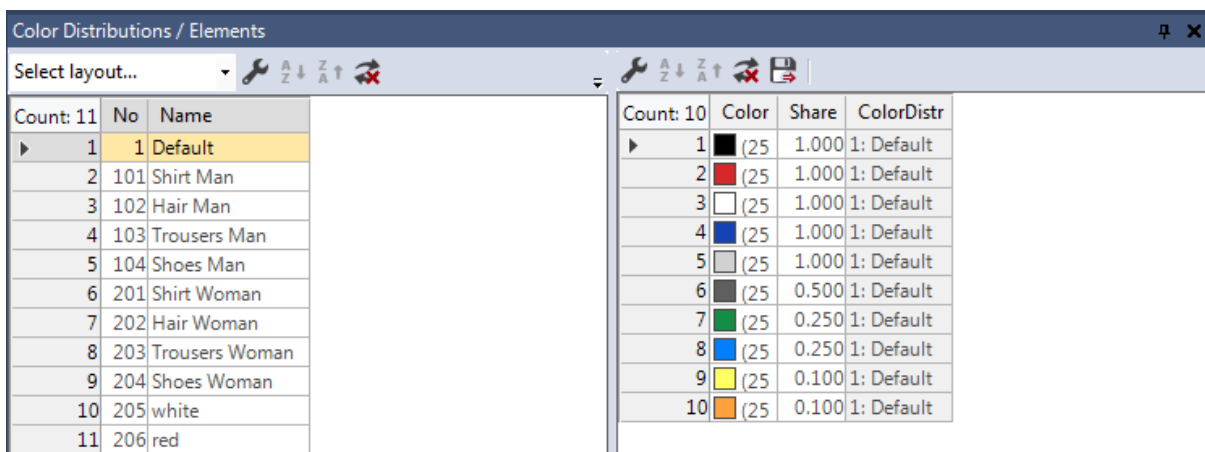 Color Distributions / Elements
Select layout...
Count: 11 No Name
1 1 Default
2 101 Shirt Man
3 102 Hair Man
4 103 Trousers Man
5 104 Shoes Man
6 201 Shirt Woman
7 202 Hair Woman
8 203 Trousers Woman
9 204 Shoes Woman
10 205 white
11 206 red
Count: 10 Color Share ColorDistr
1 (25 1.000 1: Default
2 (25 1.000 1: Default
3 (25 1.000 1: Default
4 (25 1.000 1: Default
5 (25 1.000 1: Default
6 (25 0.500 1: Default
7 (25 0.250 1: Default
8 (25 0.250 1: Default
9 (25 0.100 1: Default
10 (25 0.100 1: Default